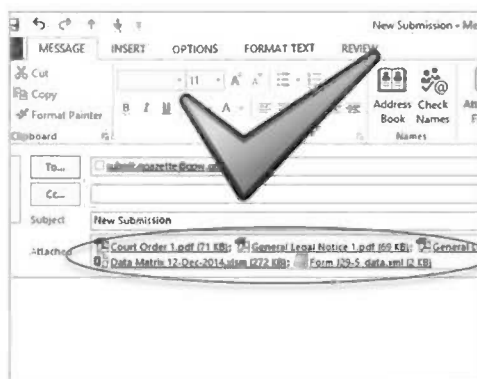 New Submission - Me
MESSAGE INSERT OPTIONS FORMAT TEXT REVIEW
Cut
Copy
Format Painter
Clipboard
11 A A
B I U A
Address Book
Check Names
Names
To...
Cc...
Subject New Submission
Attached Court Order 1.pdf (71 KB); General Legal Notice 1.pdf (69 KB); General L
Data Matrix 12-Dec-2014.xlsm (272 KB); Form J29-5_data.xml (2 KB)